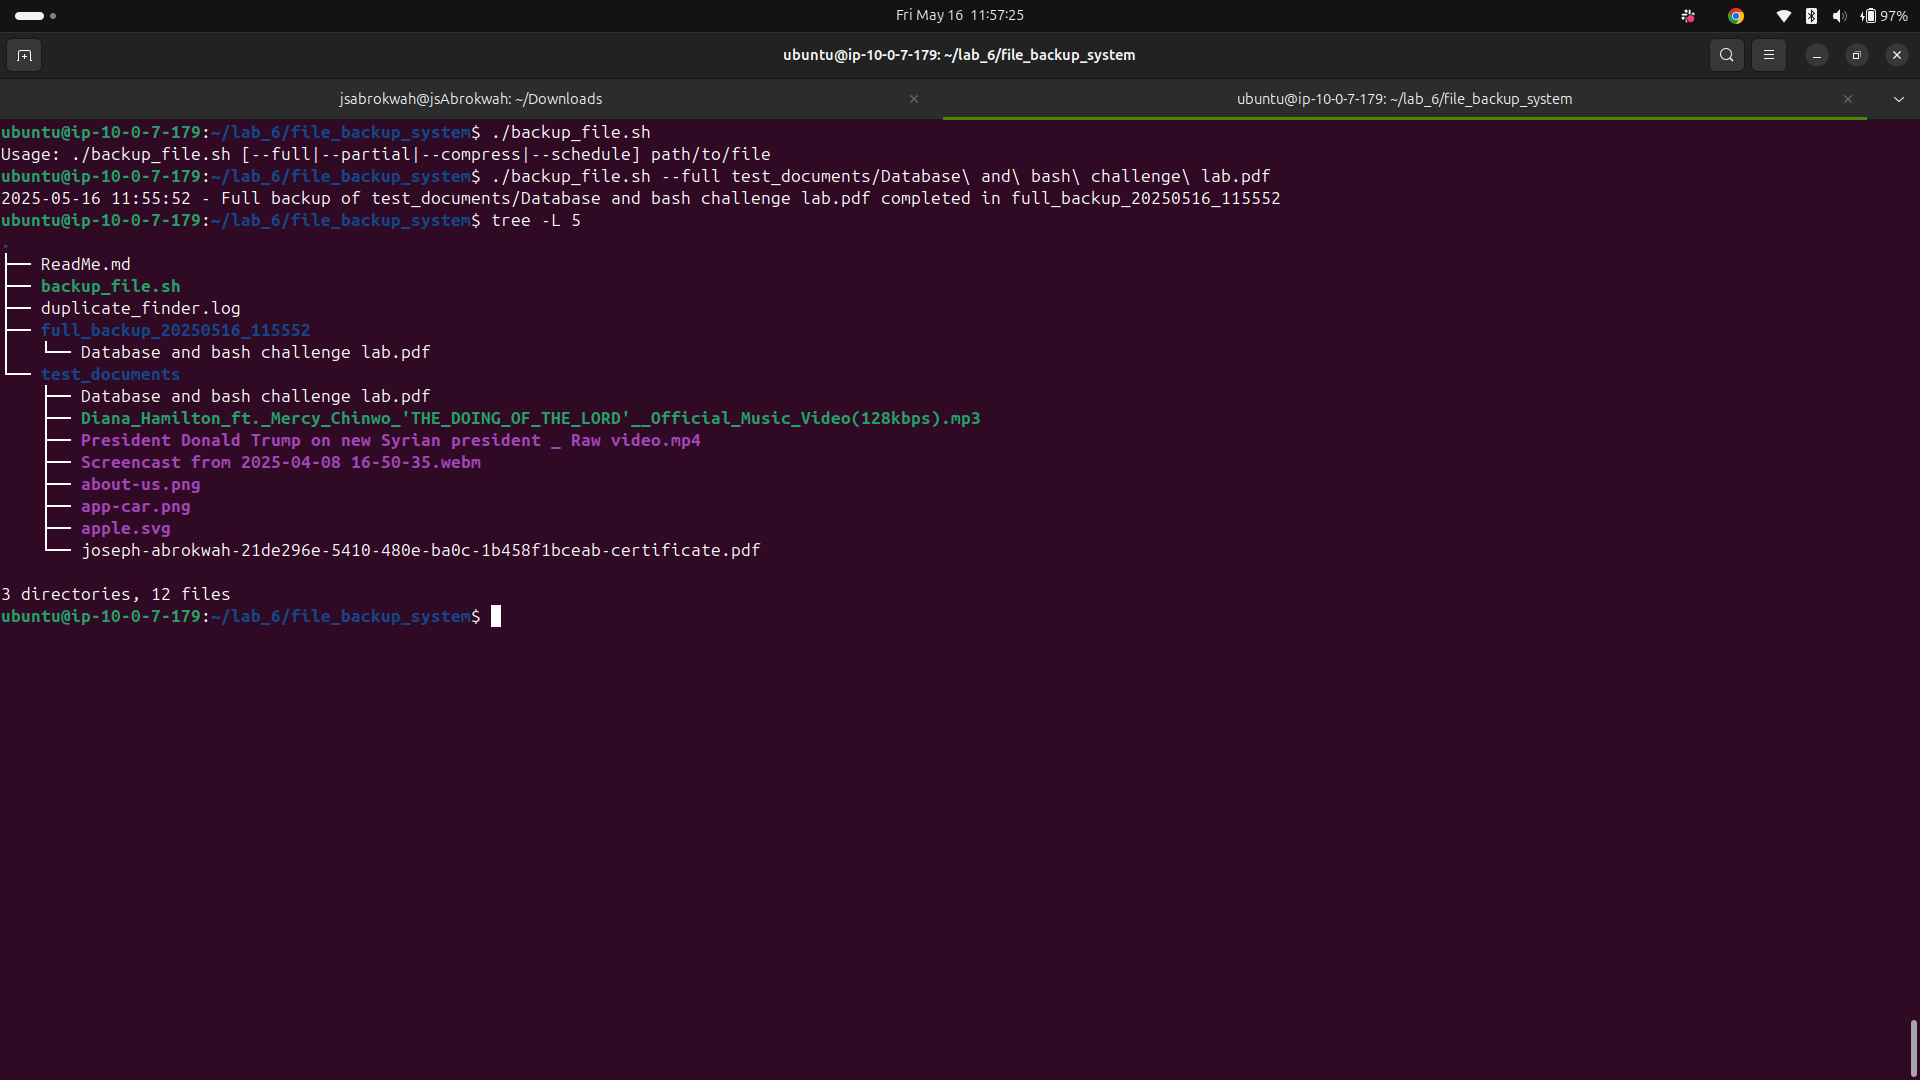 Fri May 16  11:57:25
97%
ubuntu@ip-10-0-7-179: ~/lab_6/file_backup_system
jsabrokwah@jsAbrokwah: ~/Downloads
ubuntu@ip-10-0-7-179: ~/lab_6/file_backup_system
ubuntu@ip-10-0-7-179:~/lab_6/file_backup_system$ ./backup_file.sh
Usage: ./backup_file.sh [--full|--partial|--compress|--schedule] path/to/file
ubuntu@ip-10-0-7-179:~/lab_6/file_backup_system$ ./backup_file.sh --full test_documents/Database\ and\ bash\ challenge\ lab.pdf
2025-05-16 11:55:52 - Full backup of test_documents/Database and bash challenge lab.pdf completed in full_backup_20250516_115552
ubuntu@ip-10-0-7-179:~/lab_6/file_backup_system$ tree -L 5
.
├── ReadMe.md
├── backup_file.sh
├── duplicate_finder.log
├── full_backup_20250516_115552
│   └── Database and bash challenge lab.pdf
└── test_documents
    ├── Database and bash challenge lab.pdf
    ├── Diana_Hamilton_ft._Mercy_Chinwo_'THE_DOING_OF_THE_LORD'__Official_Music_Video(128kbps).mp3
    ├── President Donald Trump on new Syrian president _ Raw video.mp4
    ├── Screencast from 2025-04-08 16-50-35.webm
    ├── about-us.png
    ├── app-car.png
    ├── apple.svg
    └── joseph-abrokwah-21de296e-5410-480e-ba0c-1b458f1bceab-certificate.pdf
3 directories, 12 files
ubuntu@ip-10-0-7-179:~/lab_6/file_backup_system$